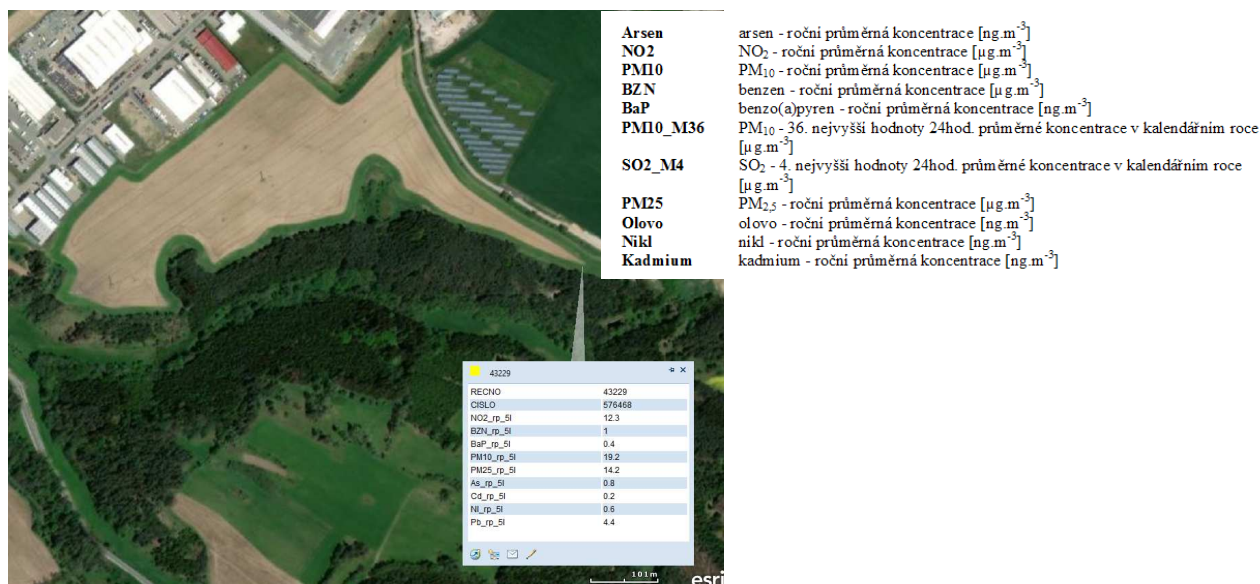 Arsen arsen - roční průměrná koncentrace [ng.m-3]
NO2 NO2 - roční průměrná koncentrace [µg.m-3]
PM10 PM10 - roční průměrná koncentrace [µg.m-3]
BZN benzen - roční průměrná koncentrace [µg.m-3]
BaP benzo(a)pyren - roční průměrná koncentrace [ng.m-3]
PM10_M36 PM10 - 36. nejvyšší hodnoty 24hod. průměrné koncentrace v kalendářním roce
[µg.m-3]
SO2_M4 SO2 - 4. nejvyšší hodnoty 24hod. průměrné koncentrace v kalendářním roce
[µg.m-3]
PM25 PM2,5 - roční průměrná koncentrace [µg.m-3]
Olovo olovo - roční průměrná koncentrace [ng.m-3]
Nikl nikl - roční průměrná koncentrace [ng.m-3]
Kadmium kadmium - roční průměrná koncentrace [ng.m-3]
43229
RECNO 43229
CISLO 576468
NO2_rp_5l 12.3
BZN_rp_5l 1
BaP_rp_5l 0.4
PM10_rp_5l 19.2
PM25_rp_5l 14.2
As_rp_5l 0.8
Cd_rp_5l 0.2
NI_rp_5l 0.6
Pb_rp_5l 4.4
101m
esri